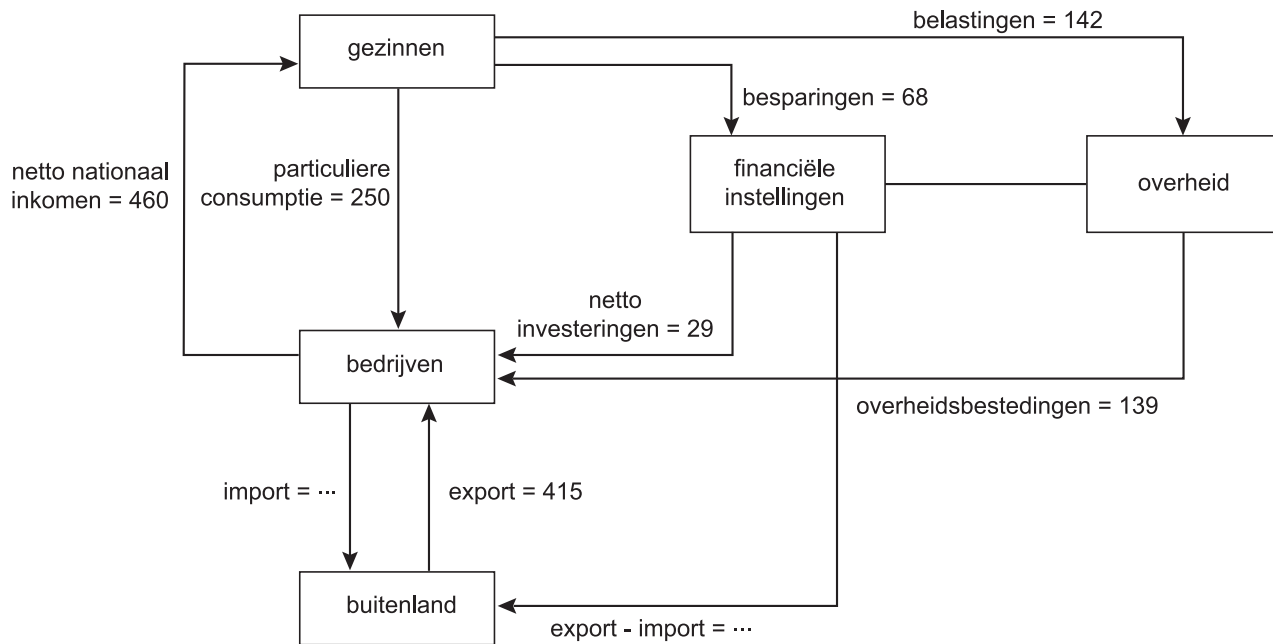 belastingen = 142
gezinnen
besparingen = 68
netto nationaal
inkomen = 460
particuliere
consumptie = 250
financiële
instellingen
overheid
netto
investeringen = 29
bedrijven
overheidsbestedingen = 139
import = ...
export = 415
buitenland
export - import = ...